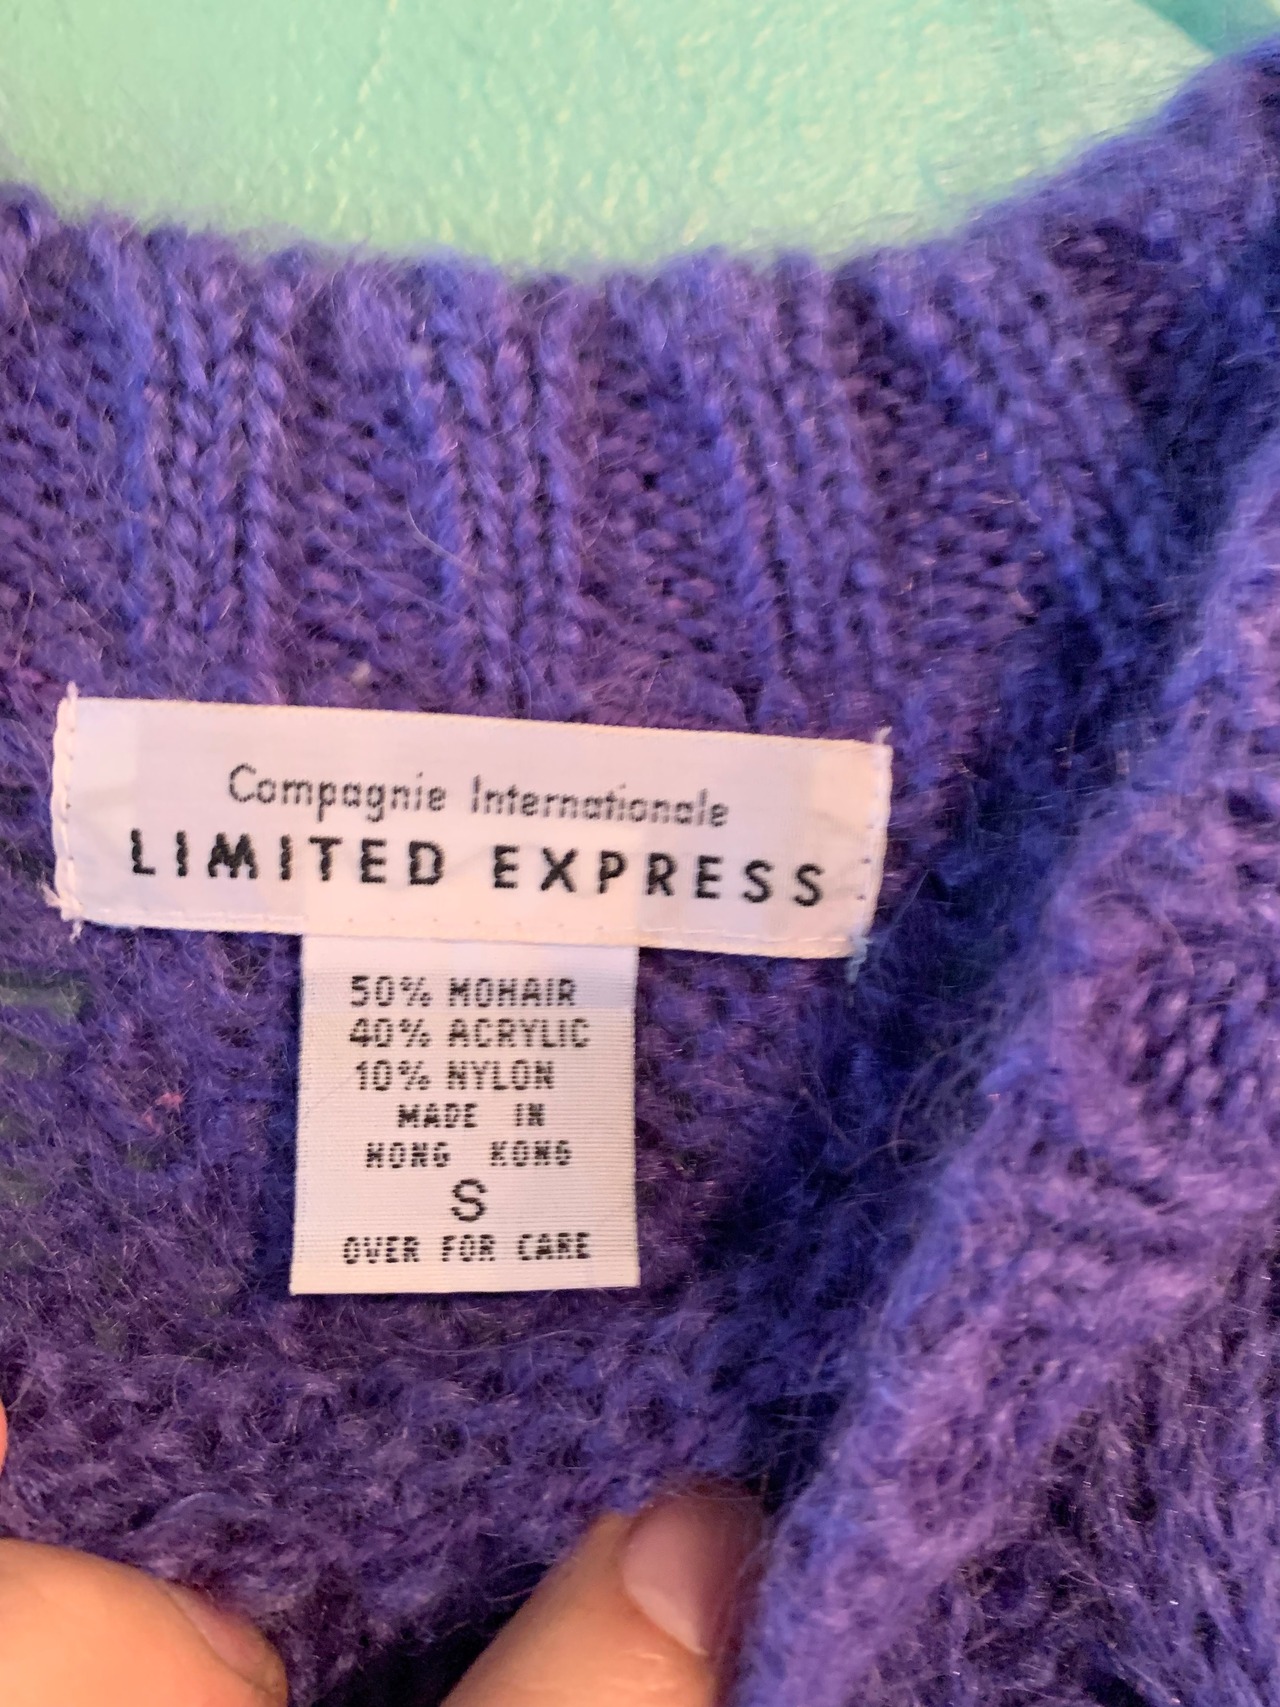 Compagnie Internationale
LIMITED EXPRESS
50% MOHAIR
40% ACRYLIC
10% NYLON
MADE IN
HONG KONG
S
OVER FOR CARE